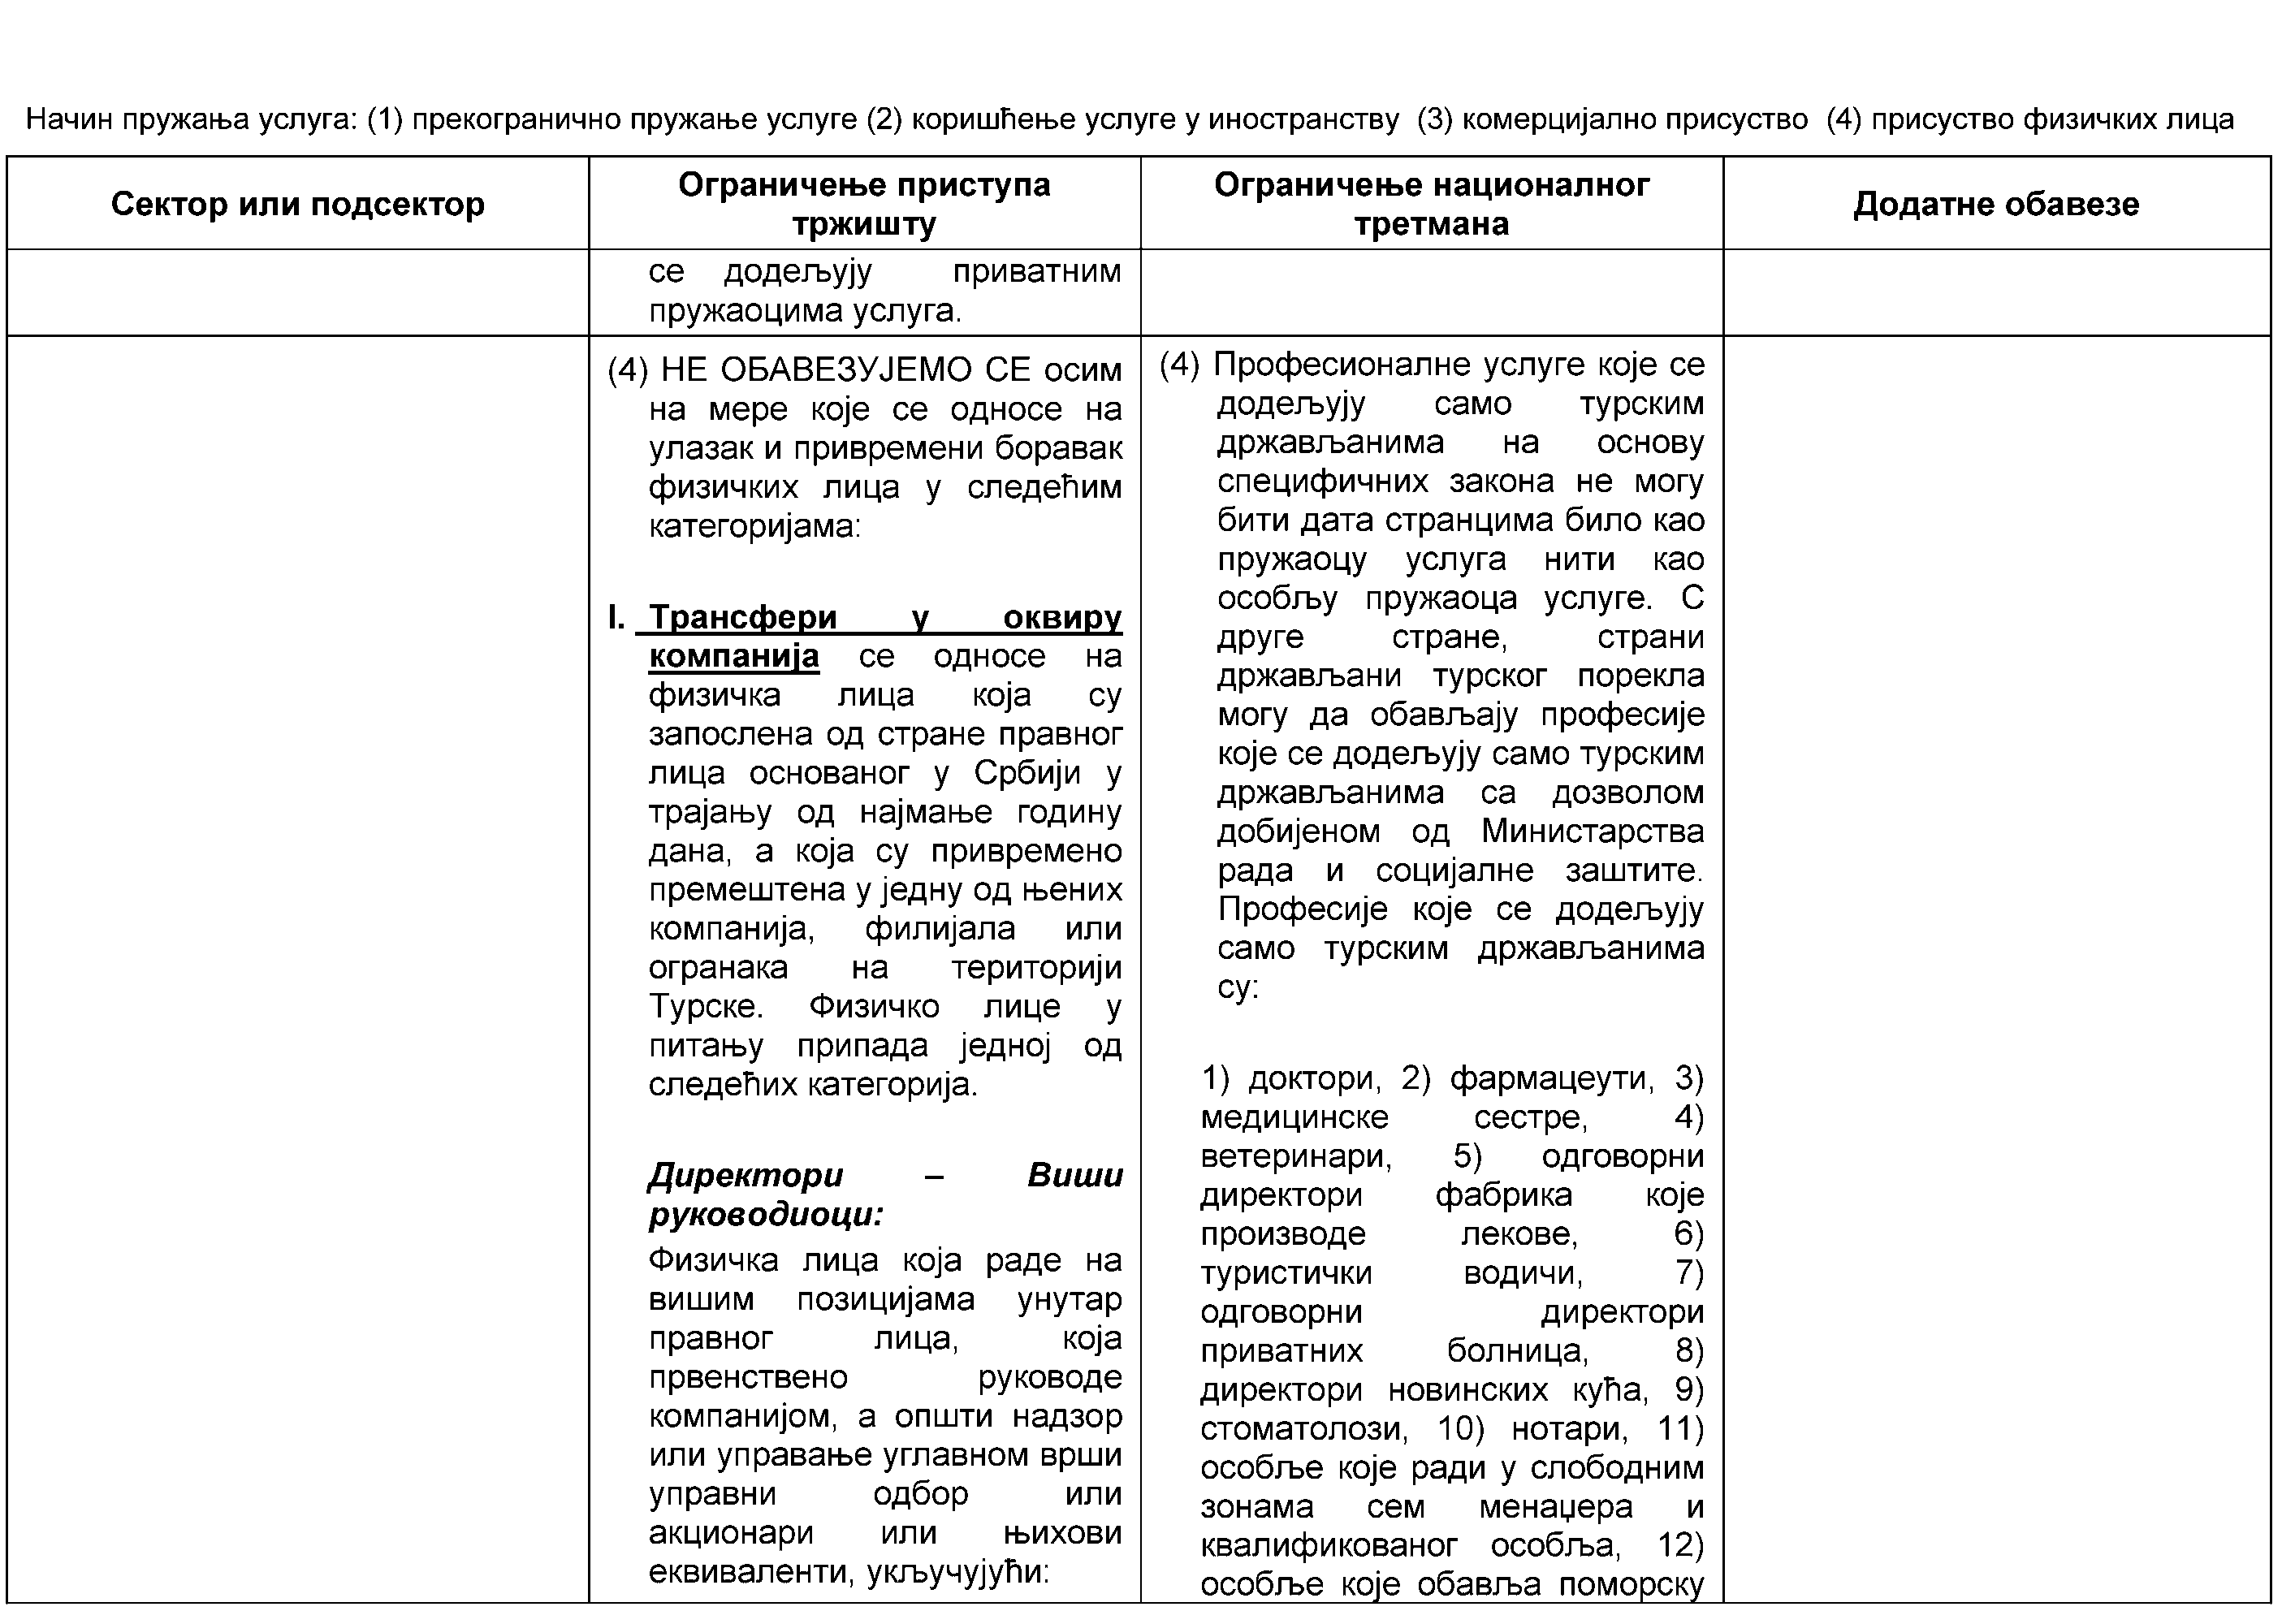 Начин пружања услуга: (1) прекогранично пружање услуге (2) коришћење услуге у иностранству (3) комерцијално присуство (4) присуство физичких лица
Сектор или подсектор
Ограничење приступа
тржишту
Ограничење националног
третмана
Додатне обавезе
се додељују приватним
пружаоцима услуга.
(4) НЕ ОБАВЕЗУЈЕМО СЕ осим
на мере које се односе на
улазак и привремени боравак
физичких лица у следећим
категоријама:
I. Трансфери у оквиру
компанија се односе на
физичка лица која су
запослена од стране правног
лица основаног у Србији у
трајању од најмање годину
дана, а која су привремено
премештена у једну од њених
компанија, филијала или
огранака на територији
Турске. Физичко лице у
питању припада једној од
следећих категорија.
Директори – Виши
руководиоци:
Физичка лица која раде на
вишим позицијама унутар
правног лица, која
првенствено руководе
компанијом, а општи надзор
или управање углавном врши
управни одбор или
акционари или њихови
еквиваленти, укључујући:
(4) Професионалне услуге које се
додељују само турским
држављанима на основу
специфичних закона не могу
бити дата странцима било као
пружаоцу услуга нити као
особљу пружаоца услуге. С
друге стране, страни
држављани турског порекла
могу да обављају професије
које се додељују само турским
држављанима са дозволом
добијеном од Министарства
рада и социјалне заштите.
Професије које се додељују
само турским држављанима
су:
1) доктори, 2) фармацеути, 3)
медицинске сестре, 4)
ветеринари, 5) одговорни
директори фабрика које
производе лекове, 6)
туристички водичи, 7)
одговорни директори
приватних болница, 8)
директори новинских кућа, 9)
стоматолози, 10) нотари, 11)
особље које ради у слободним
зонама сем менаџера и
квалификованог особља, 12)
особље које обавља поморску